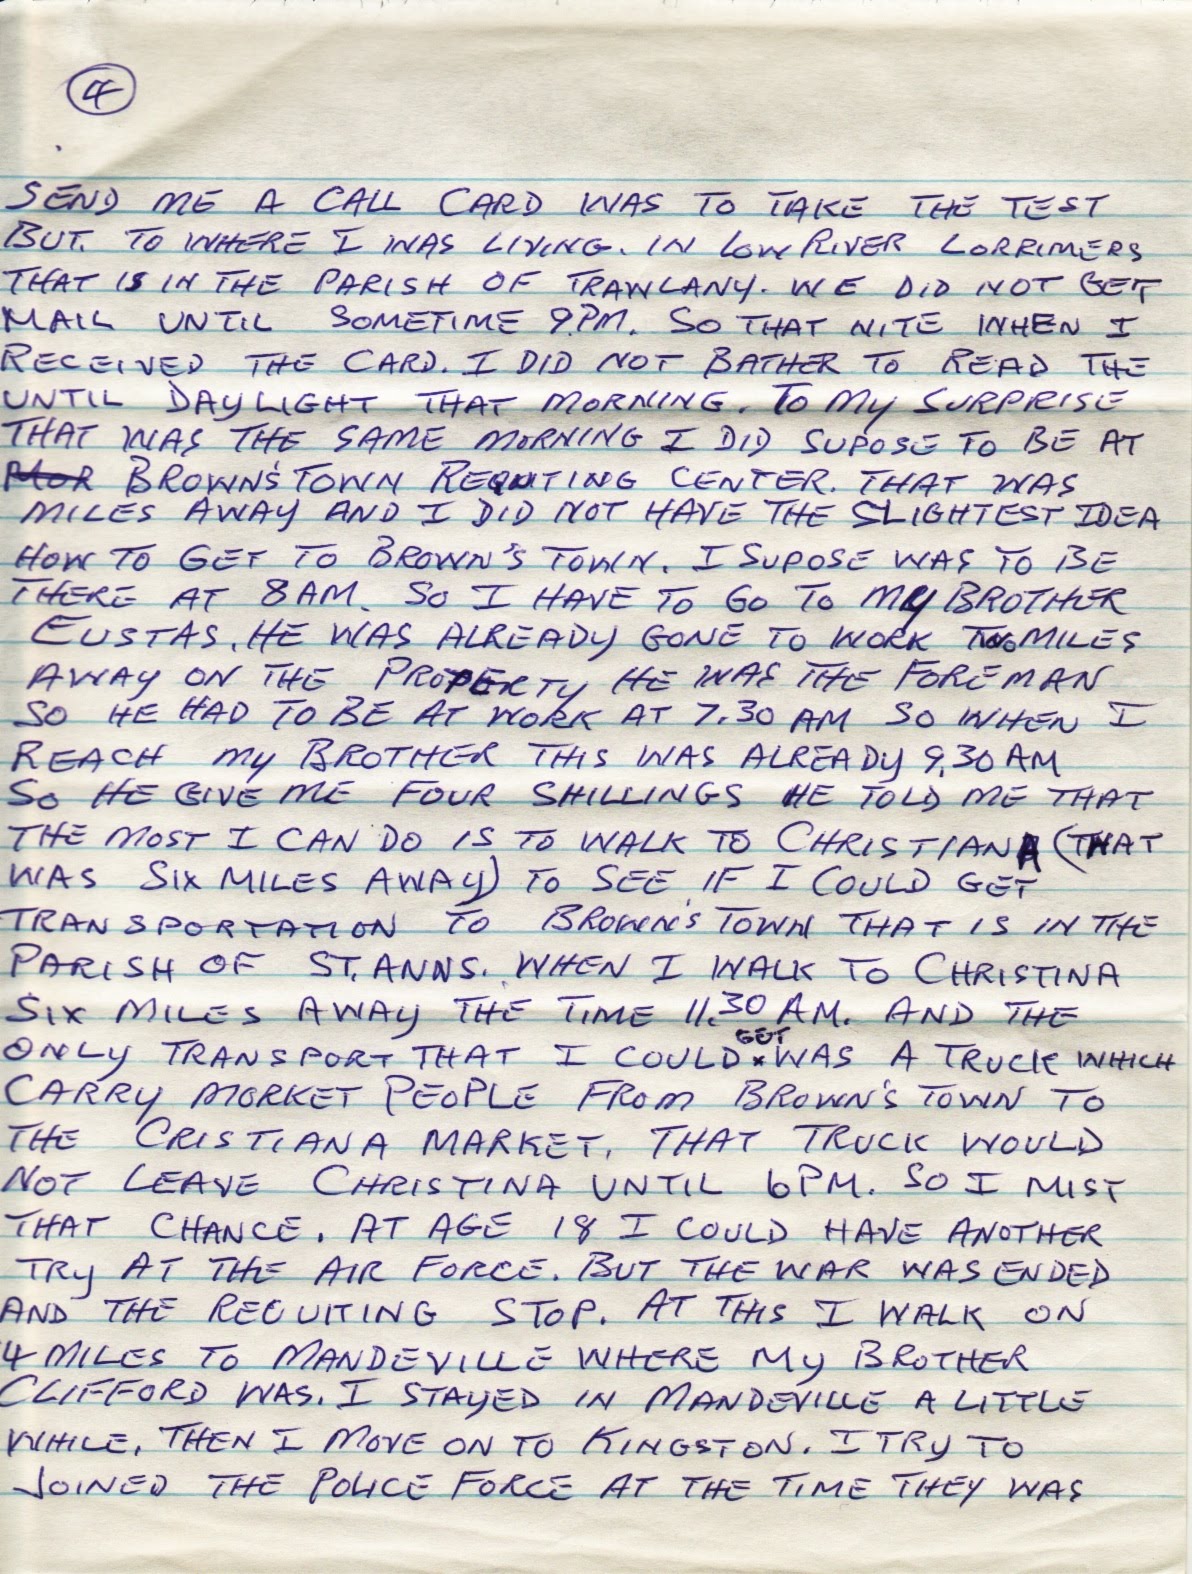 4
SEND ME A CALL CARD WAS TO TAKE THE TEST
BUT. TO WHERE I WAS LIVING. IN LOW RIVER LORRIMERS
THAT IS IN THE PARISH OF TRAWLANY. WE DID NOT GET
MAIL UNTIL SOMETIME 9.PM. SO THAT NITE WHEN I
RECEIVED THE CARD. I DID NOT BATHER TO READ THE
UNTIL DAYLIGHT THAT MORNING. TO MY SURPRISE
THAT WAS THE SAME MORNING I DID SUPOSE TO BE AT
BROWN'S TOWN REQUTING CENTER. THAT WAS
MILES AWAY AND I DID NOT HAVE THE SLIGHTEST IDEA
HOW TO GET TO BROWN'S TOWN. I SUPOSE WAS TO BE
THERE AT 8 AM. SO I HAVE TO GO TO MY BROTHER
EUSTAS. HE WAS ALREADY GONE TO WORK TWO MILES
AWAY ON THE PROPERTY HE WAS THE FOREMAN
SO HE HAD TO BE AT WORK AT 7.30 AM SO WHEN I
REACH MY BROTHER THIS WAS ALREADY 9.30 AM
SO HE GIVE ME FOUR SHILLINGS HE TOLD ME THAT
THE MOST I CAN DO IS TO WALK TO CHRISTIANA (THAT
WAS SIX MILES AWAY) TO SEE IF I COULD GET
TRANSPORTATION TO BROWN'S TOWN THAT IS IN THE
PARISH OF ST. ANNS. WHEN I WALK TO CHRISTINA
SIX MILES AWAY THE TIME 11.30 AM. AND THE
ONLY TRANSPORT THAT I COULD GET WAS A TRUCK WHICH
CARRY MORKET PEOPLE FROM BROWN'S TOWN TO
THE CRISTIANA MARKET. THAT TRUCK WOULD
NOT LEAVE CHRISTINA UNTIL 6 PM. SO I MIST
THAT CHANCE. AT AGE 18 I COULD HAVE ANOTHER
TRY AT THE AIR FORCE. BUT THE WAR WAS ENDED
AND THE RECUITING STOP. AT THIS I WALK ON
4 MILES TO MANDEVILLE WHERE MY BROTHER
CLIFFORD WAS. I STAYED IN MANDEVILLE A LITTLE
WHILE. THEN I MOVE ON TO KINGSTON. I TRY TO
JOINED THE POLICE FORCE AT THE TIME THEY WAS